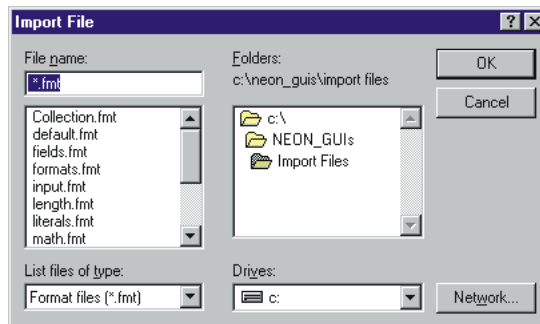 Import File
File name:
*.fmt
Collection.fmt
default.fmt
fields.fmt
formats.fmt
input.fmt
length.fmt
literals.fmt
math.fmt
List files of type:
Format files (*.fmt)
Folders:
c:\neon_guis\import files
c:\
NEON_GUIs
Import Files
Drives:
c:
OK
Cancel
Network...